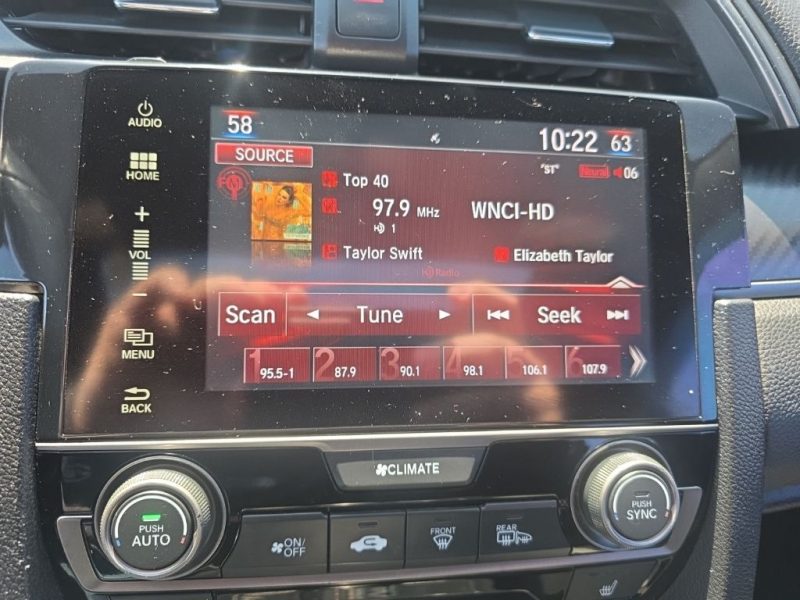 AUDIO
58
10:22 63
SOURCE
"ST" Neural 06
HOME
Top 40
97.9 MHz WNCI-HD
1
VOL
Taylor Swift Elizabeth Taylor
HD Radio
Scan Tune Seek
MENU
1 2 3 4 5 6
95.5-1 87.9 90.1 98.1 106.1 107.9
BACK
CLIMATE
PUSH
AUTO
ON/
OFF
FRONT
REAR
PUSH
SYNC